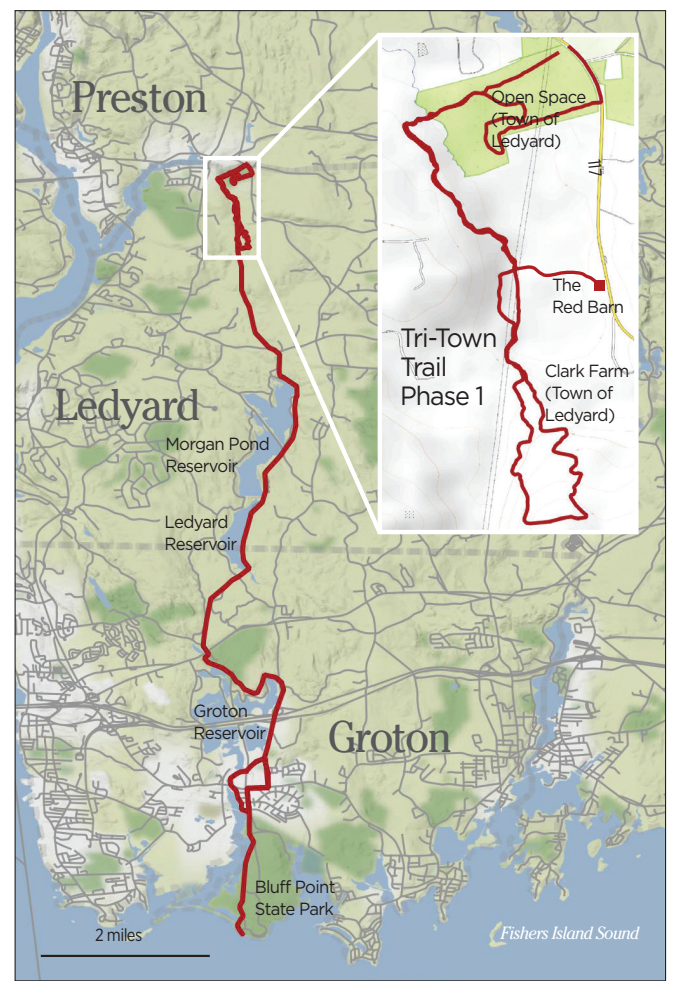 Preston
Open Space
(Town of
Ledyard)
117
The
Red Barn
Tri-Town
Trail
Phase 1
Clark Farm
(Town of
Ledyard)
Ledyard
Morgan Pond
Reservoir
Ledyard
Reservoir
Groton
Reservoir
Groton
Bluff Point
State Park
2 miles
Fishers Island Sound